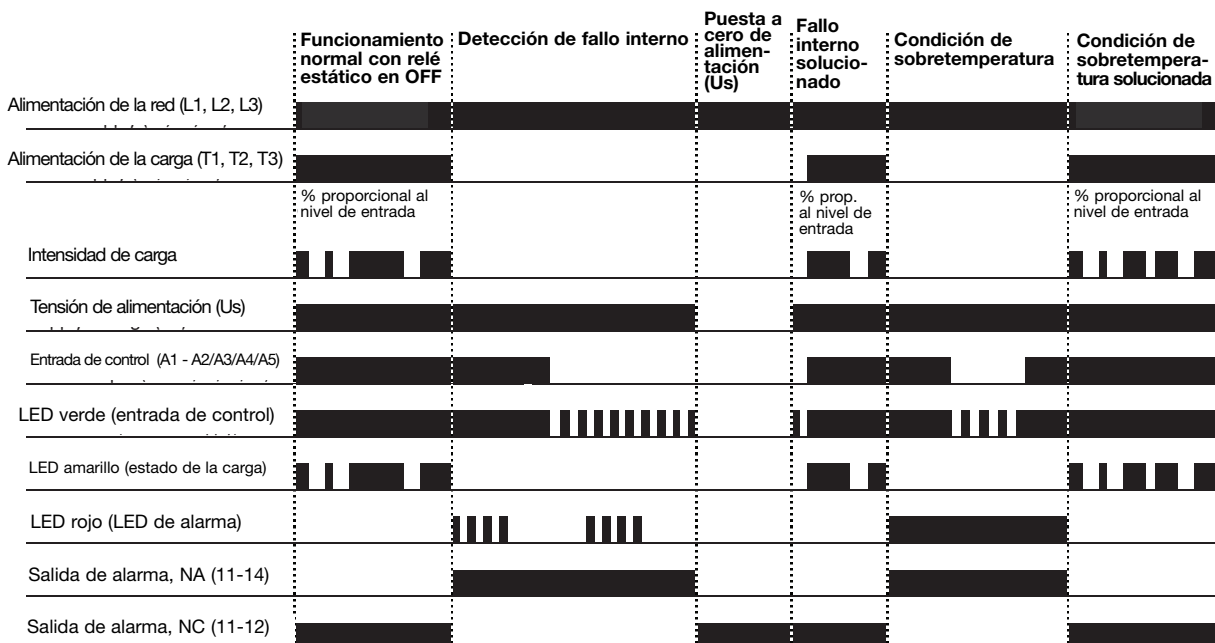 Funcionamiento
normal con relé
estático en OFF
Detección de fallo interno
Puesta a
cero de
alimen-
tación
(Us)
Fallo
interno
solucio-
nado
Condición de
sobretemperatura
Condición de
sobretempera-
tura solucionada
Alimentación de la red (L1, L2, L3)
Alimentación de la carga (T1, T2, T3)
% proporcional al
nivel de entrada
% prop.
al nivel de
entrada
% proporcional al
nivel de entrada
Intensidad de carga
Tensión de alimentación (Us)
Entrada de control (A1 - A2/A3/A4/A5)
LED verde (entrada de control)
LED amarillo (estado de la carga)
LED rojo (LED de alarma)
Salida de alarma, NA (11-14)
Salida de alarma, NC (11-12)